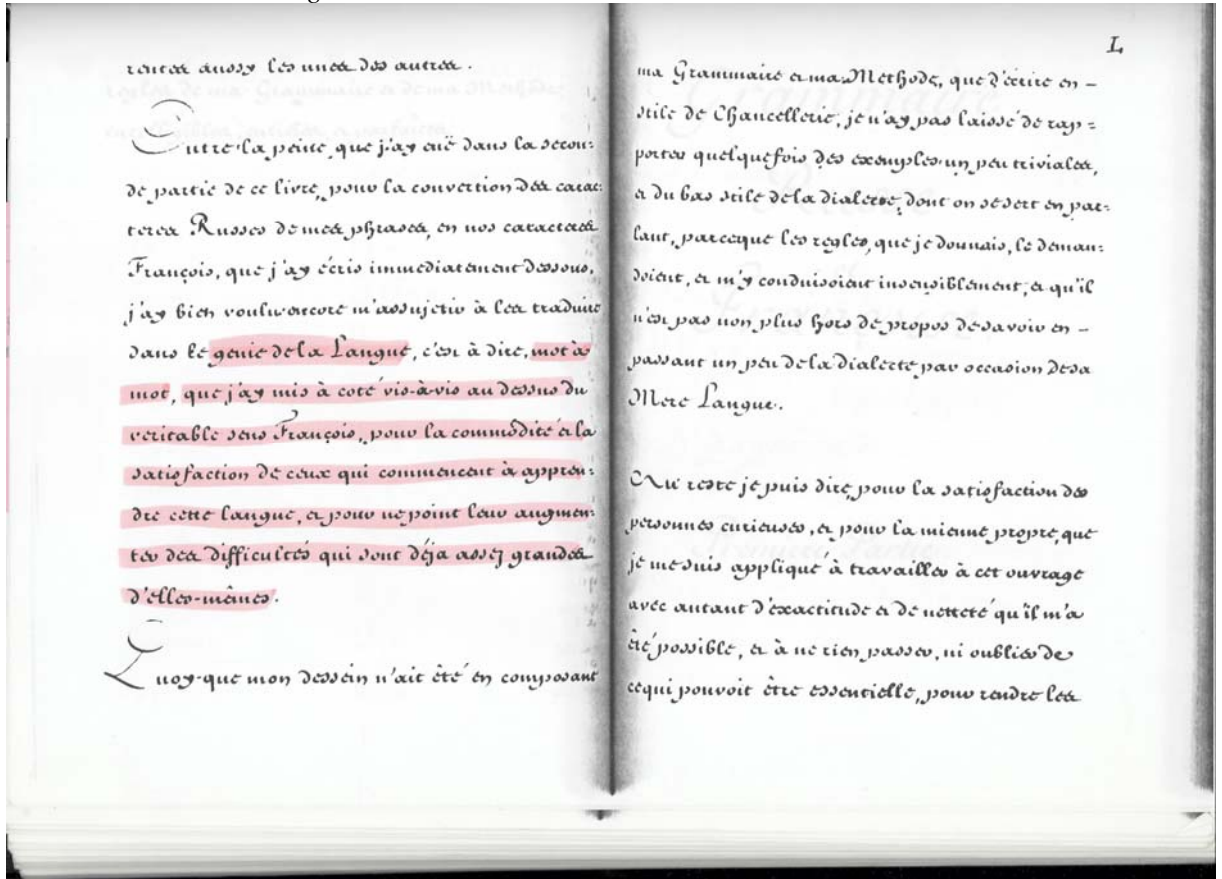 rentes aussy les unes des autres.
Outre la peine, que j'ay euë dans la secon:
de partie de ce livre, pour la convertion des carac:
teres Russes de mes phrases, en nos caracteres
François, que j'ay écris immediatement dessous,
j'ay bien voulu encore m'assujetir à les traduire
dans le genie de la Langue, c'est à dire, mot à
mot, que j'ay mis à coté vis-à-vis au dessus du
veritable sens François, pour la commodité et la
satisfaction de ceux qui commencent à appren:
dre cette langue, et pour ne point leur augmen:
ter des difficultés qui sont déja assez grandes
d'elles-mêmes.
Quoy-que mon dessein n'ait été en composant
L
ma Grammaire et ma Methode, que d'écrire en -
stile de Chancellerie, je n'ay pas laissé de rap =
porter quelquefois des exemples un peu triviales,
et du bas stile de la dialecte, dont on se sert en par:
lant, parceque les regles, que je donnais, le deman:
doient, et m'y conduisoient insensiblement, et qu'il
n'est pas non plus hors de propos de savoir en -
passant un peu de la dialecte par occasion de sa
Mere Langue.
Au reste je puis dire, pour la satisfaction des
personnes curieuses, et pour la mienne propre, que
je me suis appliqué à travailler à cet ouvrage
avec autant d'exactitude et de netteté qu'il m'a
été possible, et à ne rien passer, ni oublier de
cequi pouvoit être essentielle, pour rendre les